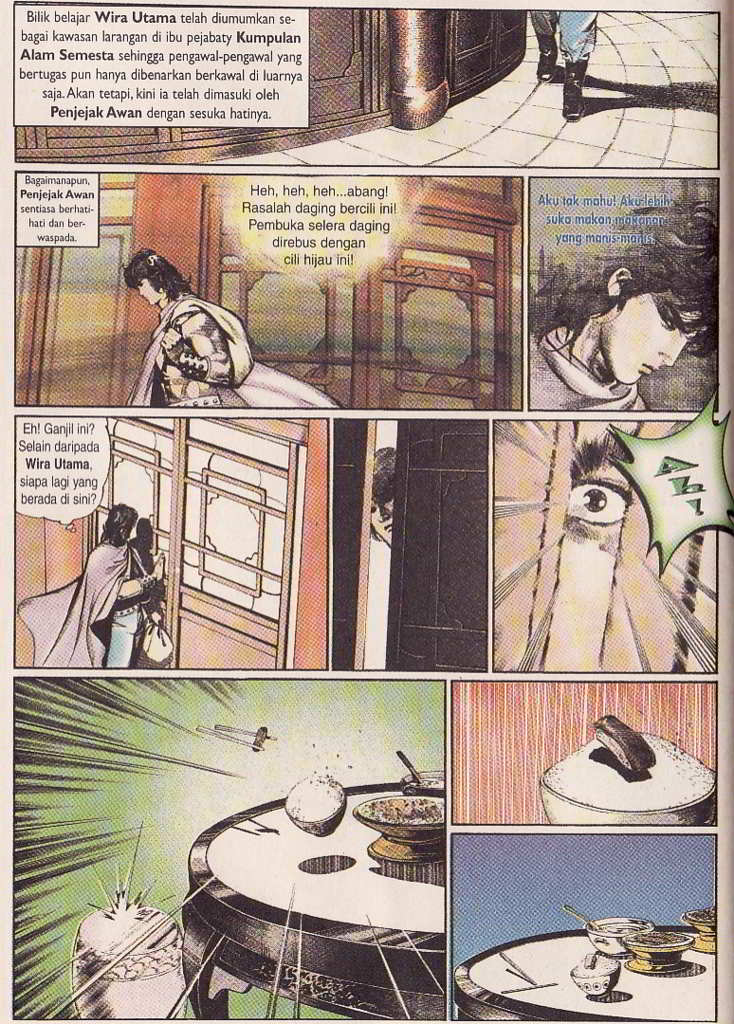 Bilik belajar Wira Utama telah diumumkan se-
bagai kawasan larangan di ibu pejabaty Kumpulan
Alam Semesta sehingga pengawal-pengawal yang
bertugas pun hanya dibenarkan berkawal di luarnya
saja. Akan tetapi, kini ia telah dimasuki oleh
Penjejak Awan dengan sesuka hatinya.
Bagaimanapun,
Penjejak Awan
sentiasa berhati-
hati dan ber-
waspada.
Heh, heh, heh...abang!
Rasalah daging bercili ini!
Pembuka selera daging
direbus dengan
cili hijau ini!
Aku tak mahu! Aku lebih
suka makan makanan
yang manis-manis.
Eh! Ganjil ini?
Selain daripada
Wira Utama,
siapa lagi yang
berada di sini?
Ah!